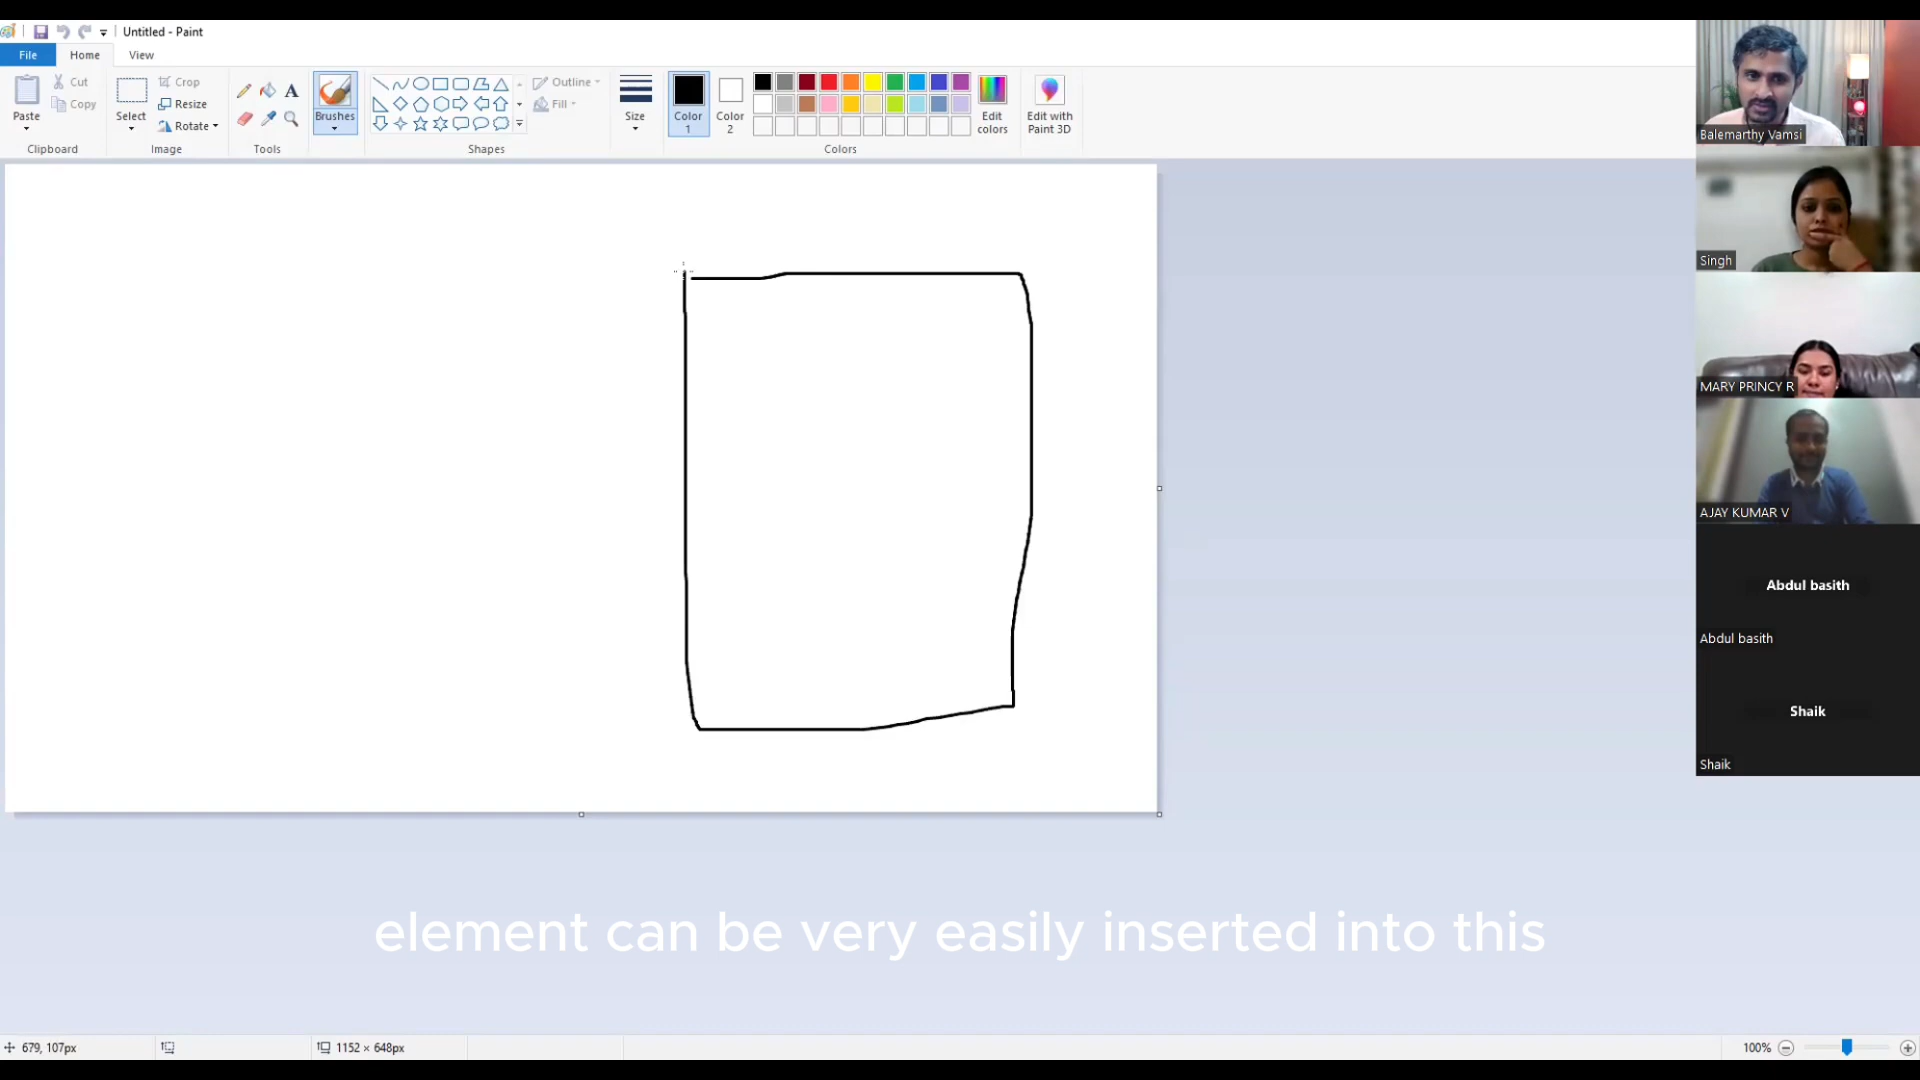 Untitled - Paint
File
Home
View
Paste
Cut
Copy
Clipboard
Select
Crop
Resize
Rotate
Image
A
Tools
Brushes
Shapes
Outline
Fill
Size
Color
1
Color
2
Colors
Edit
colors
Edit with
Paint 3D
Balemarthy Vamsi
Singh
MARY PRINCY R
AJAY KUMAR V
Abdul basith
Abdul basith
Shaik
Shaik
element can be very easily inserted into this
679, 107px
1152 × 648px
100%